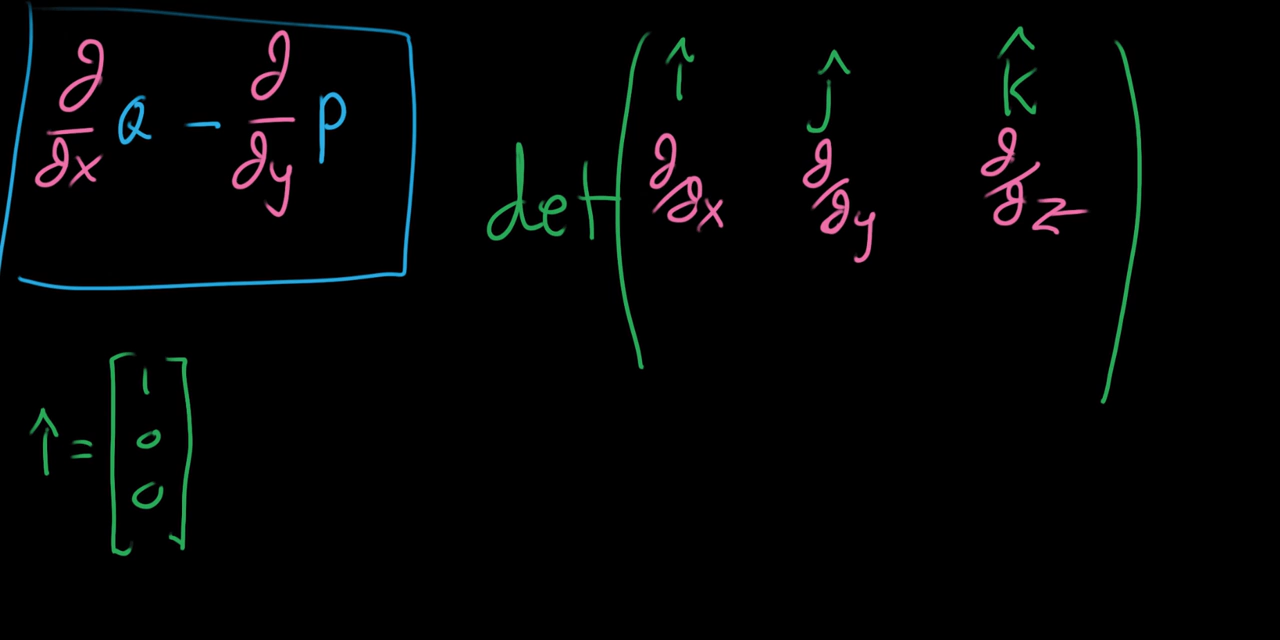 ∂/∂x Q − ∂/∂y P
det( î ĵ k̂
∂/∂x ∂/∂y ∂/∂z )
î = [ 1
0
0 ]